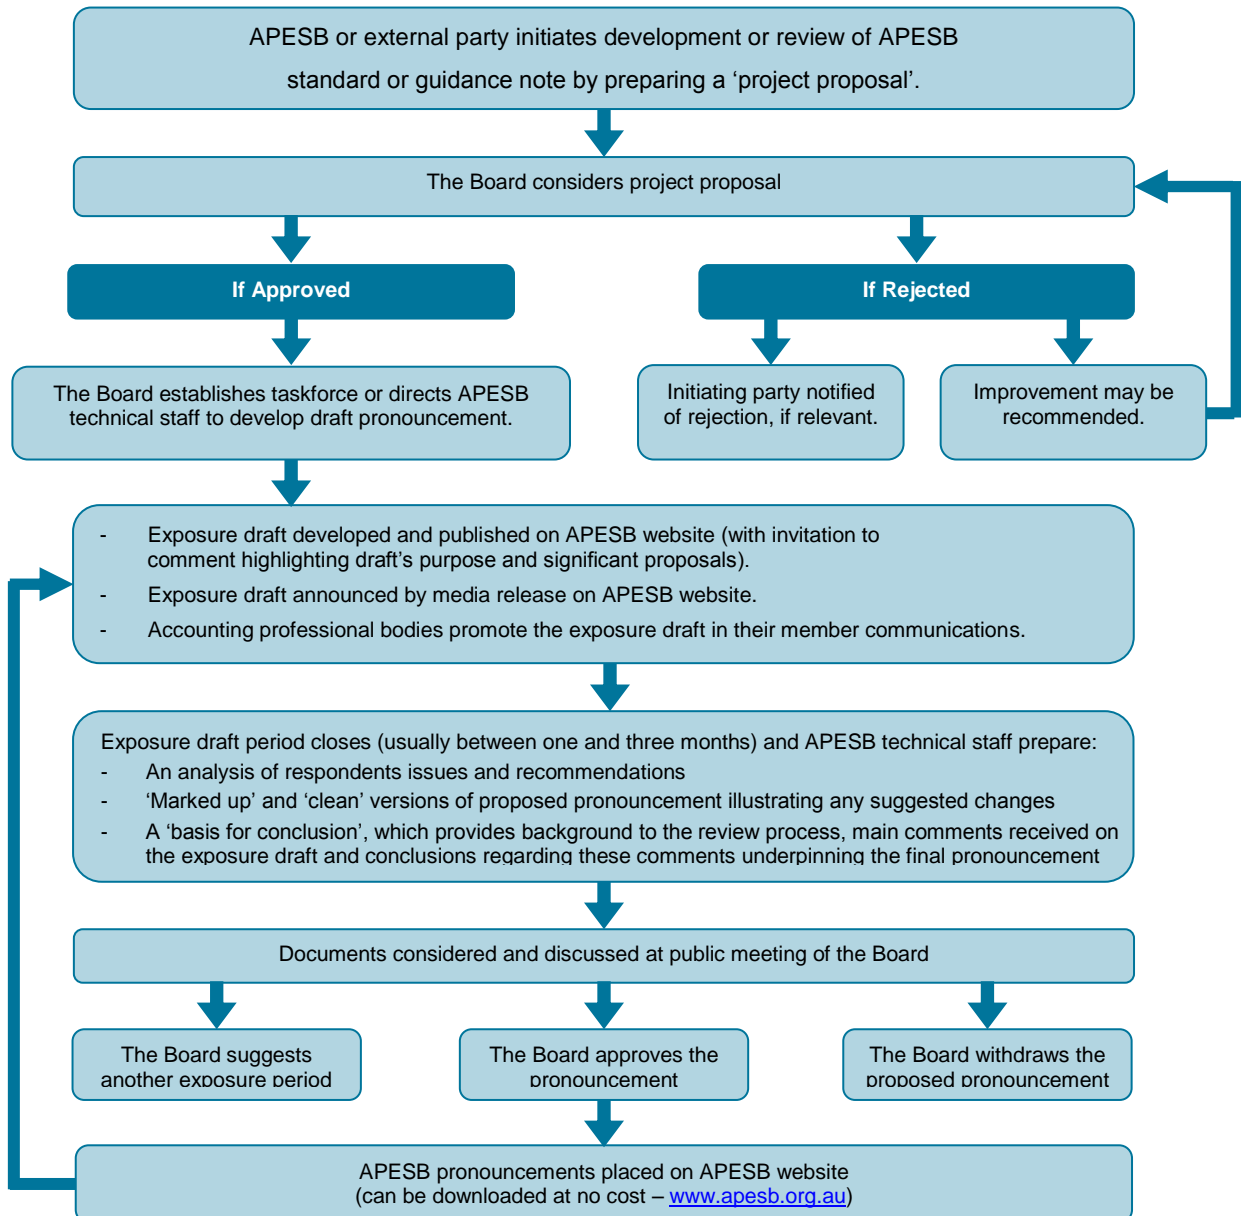 APESB or external party initiates development or review of APESB
standard or guidance note by preparing a ‘project proposal’.
The Board considers project proposal
If Approved
If Rejected
The Board establishes taskforce or directs APESB
technical staff to develop draft pronouncement.
Initiating party notified
of rejection, if relevant.
Improvement may be
recommended.
- Exposure draft developed and published on APESB website (with invitation to
comment highlighting draft’s purpose and significant proposals).
- Exposure draft announced by media release on APESB website.
- Accounting professional bodies promote the exposure draft in their member communications.
Exposure draft period closes (usually between one and three months) and APESB technical staff prepare:
- An analysis of respondents issues and recommendations
- ‘Marked up’ and ‘clean’ versions of proposed pronouncement illustrating any suggested changes
- A ‘basis for conclusion’, which provides background to the review process, main comments received on
the exposure draft and conclusions regarding these comments underpinning the final pronouncement
Documents considered and discussed at public meeting of the Board
The Board suggests
another exposure period
The Board approves the
pronouncement
The Board withdraws the
proposed pronouncement
APESB pronouncements placed on APESB website
(can be downloaded at no cost – www.apesb.org.au)